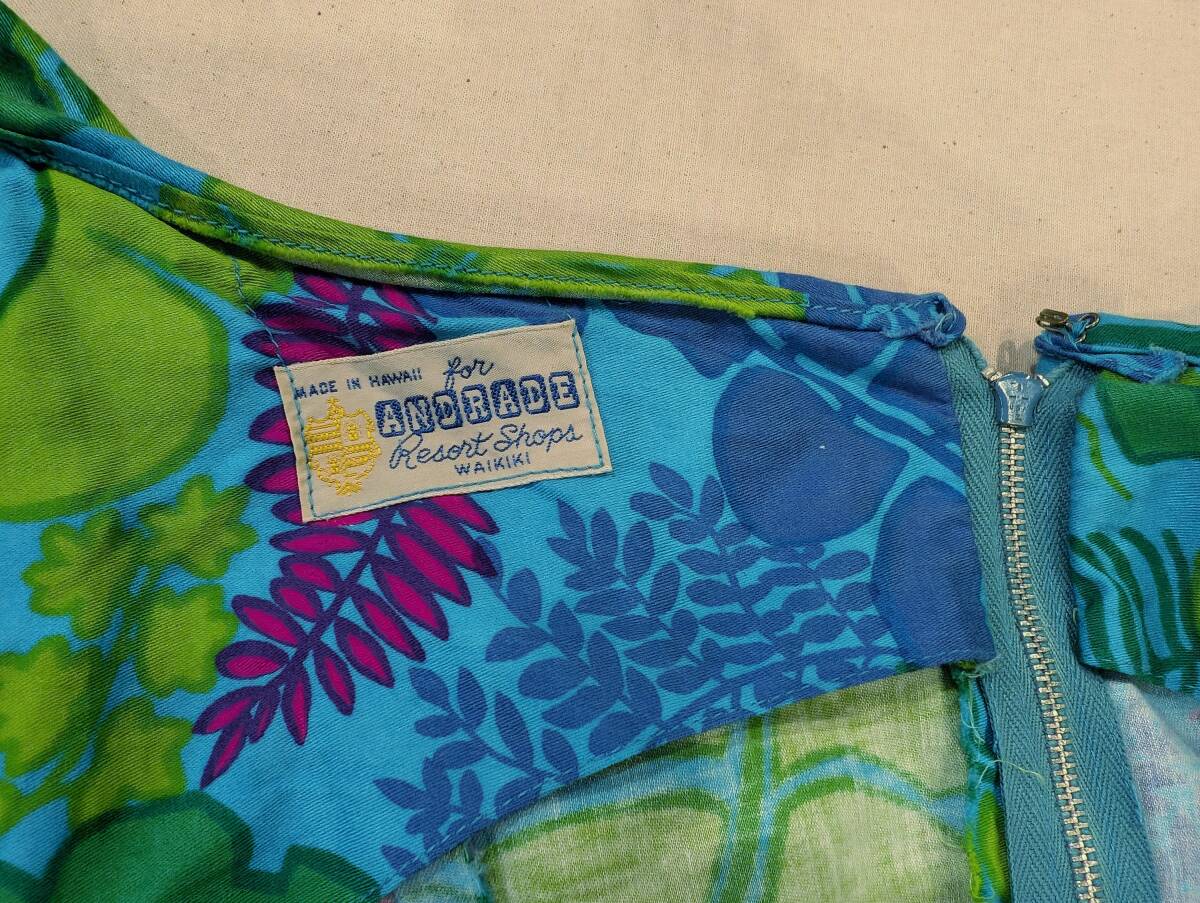 MADE IN HAWAII for
ANDRADE
Resort Shops
WAIKIKI